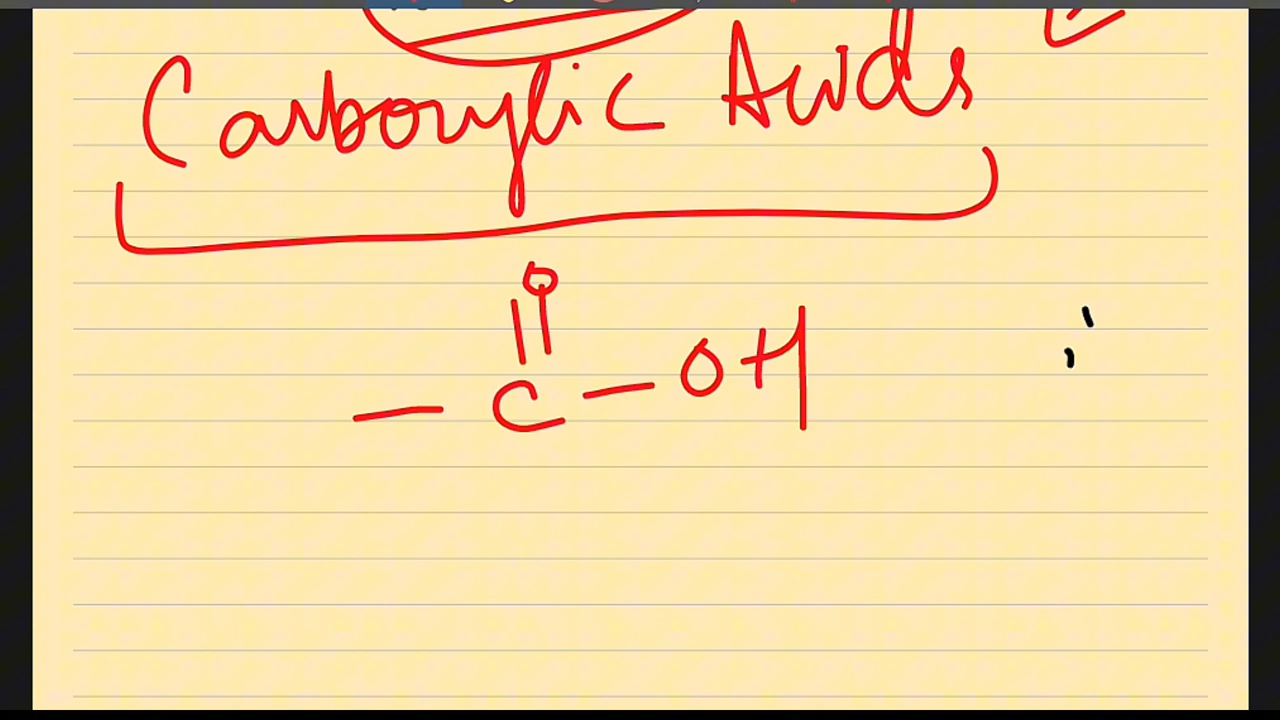 Carboxylic Acids
O
||
— C — OH